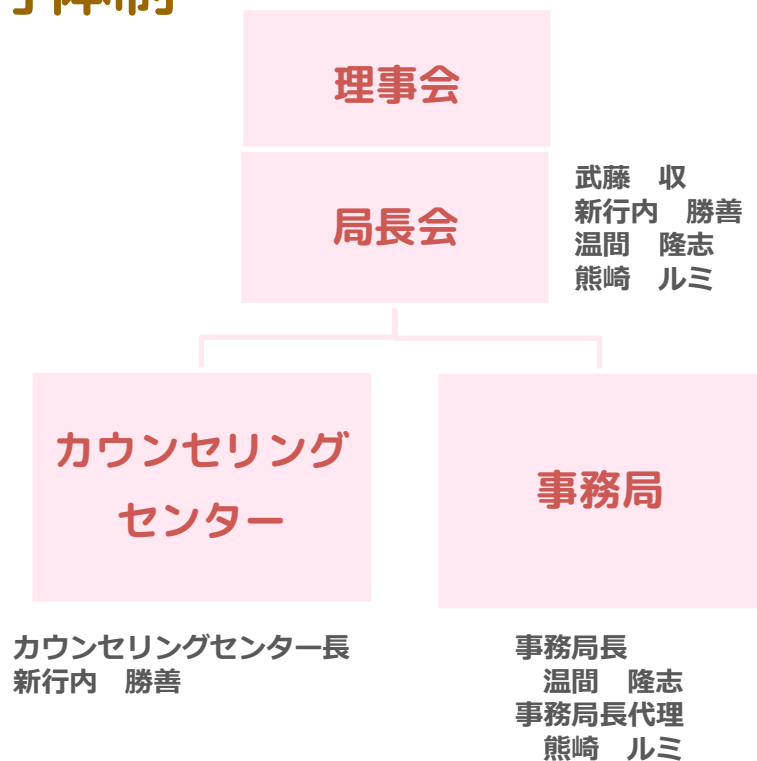 体制
理事会
局長会
武藤　収
新行内　勝善
温間　隆志
熊崎　ルミ
カウンセリング
センター
事務局
カウンセリングセンター長
新行内　勝善
事務局長
温間　隆志
事務局長代理
熊崎　ルミ